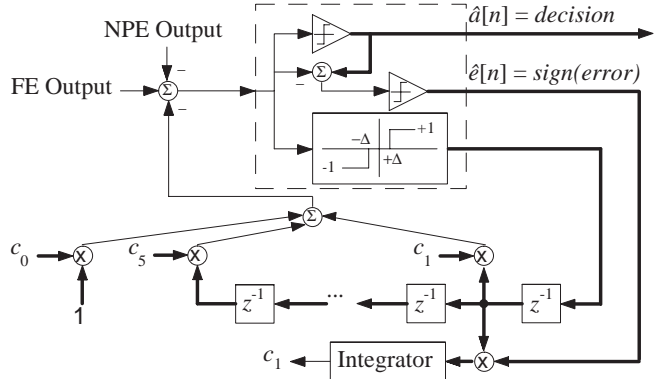 NPE Output
â[n] = decision
FE Output
Σ
Σ
ê[n] = sign(error)
−Δ
+1
-1
+Δ
Σ
c₀
x
c₅
x
c₁
x
1
z⁻¹
...
z⁻¹
z⁻¹
c₁
Integrator
x